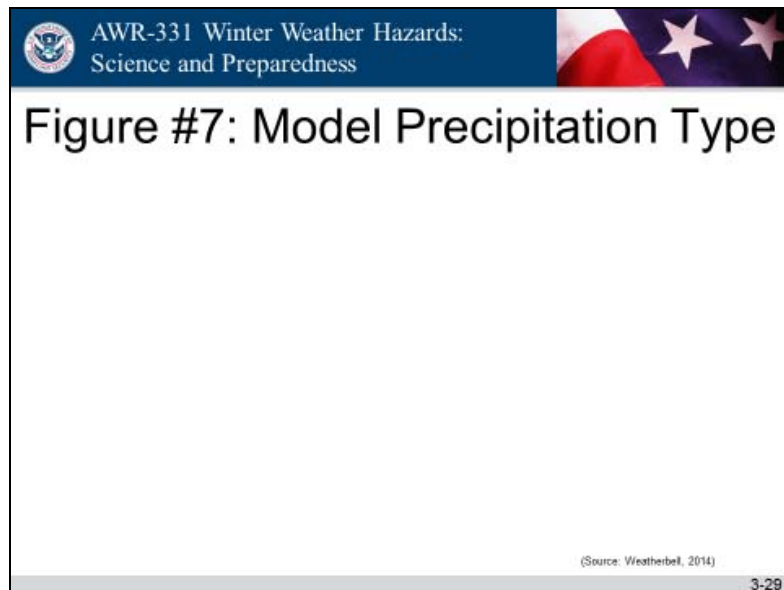 AWR-331 Winter Weather Hazards:
Science and Preparedness
Figure #7: Model Precipitation Type
(Source: Weatherbell, 2014)
3-29